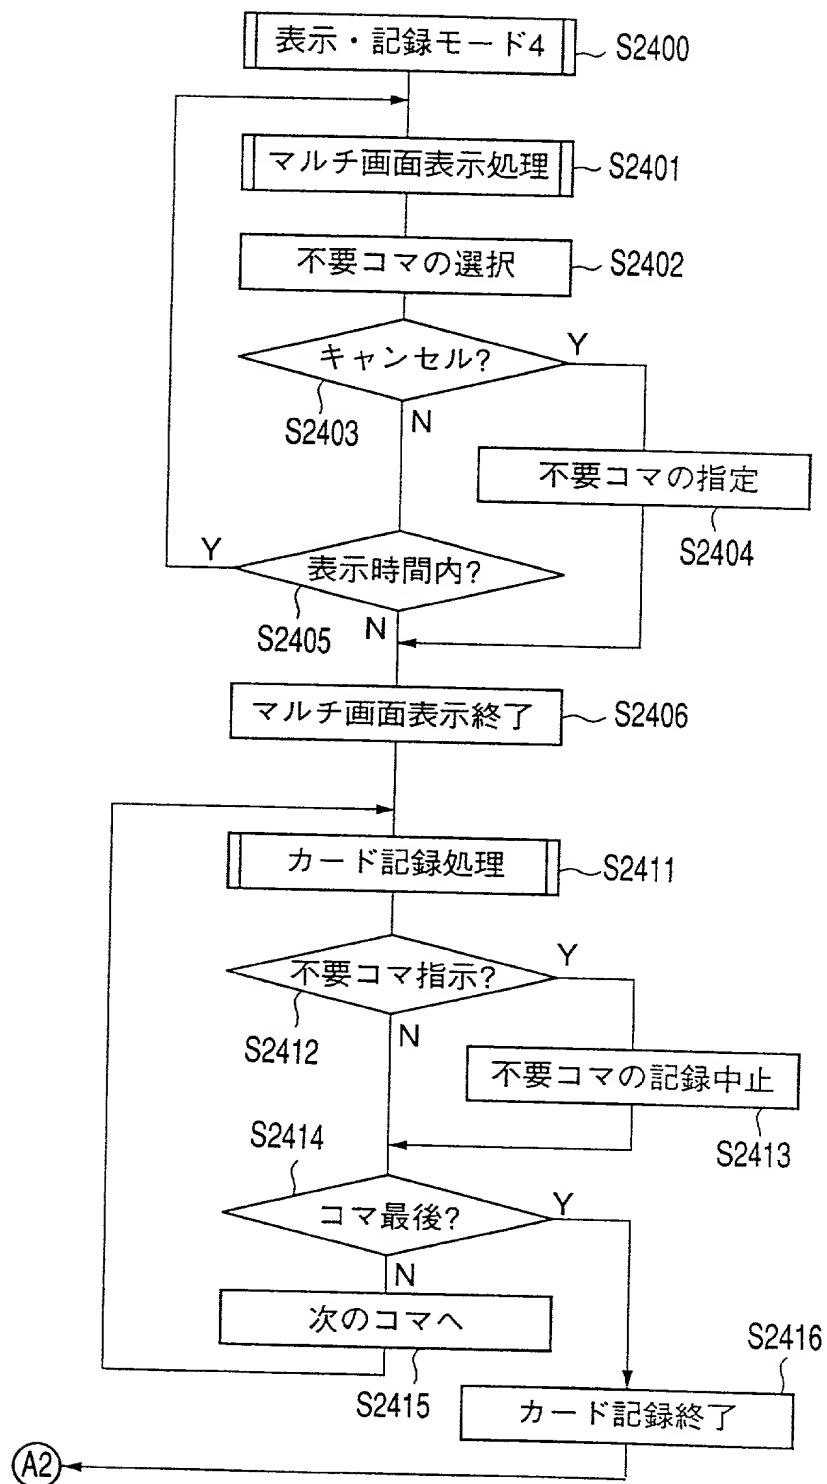 表示・記録モード4
S2400
マルチ画面表示処理
S2401
不要コマの選択
S2402
キャンセル?
Y
S2403
N
不要コマの指定
S2404
Y
表示時間内?
S2405
N
マルチ画面表示終了
S2406
カード記録処理
S2411
不要コマ指示?
Y
S2412
N
不要コマの記録中止
S2413
S2414
コマ最後?
Y
N
次のコマへ
S2415
S2416
カード記録終了
A2